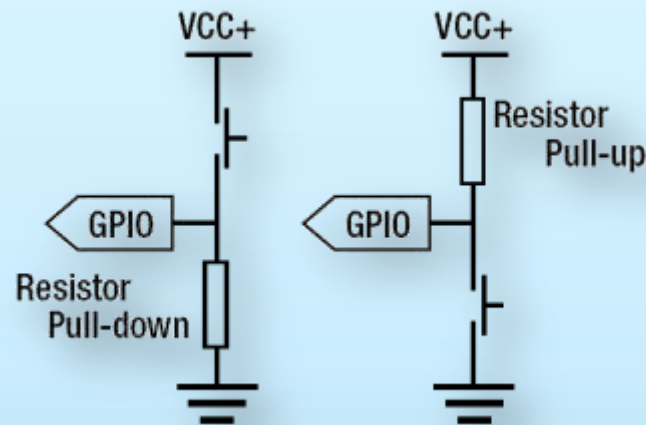 VCC+
GPIO
Resistor
Pull-down
VCC+
Resistor
Pull-up
GPIO